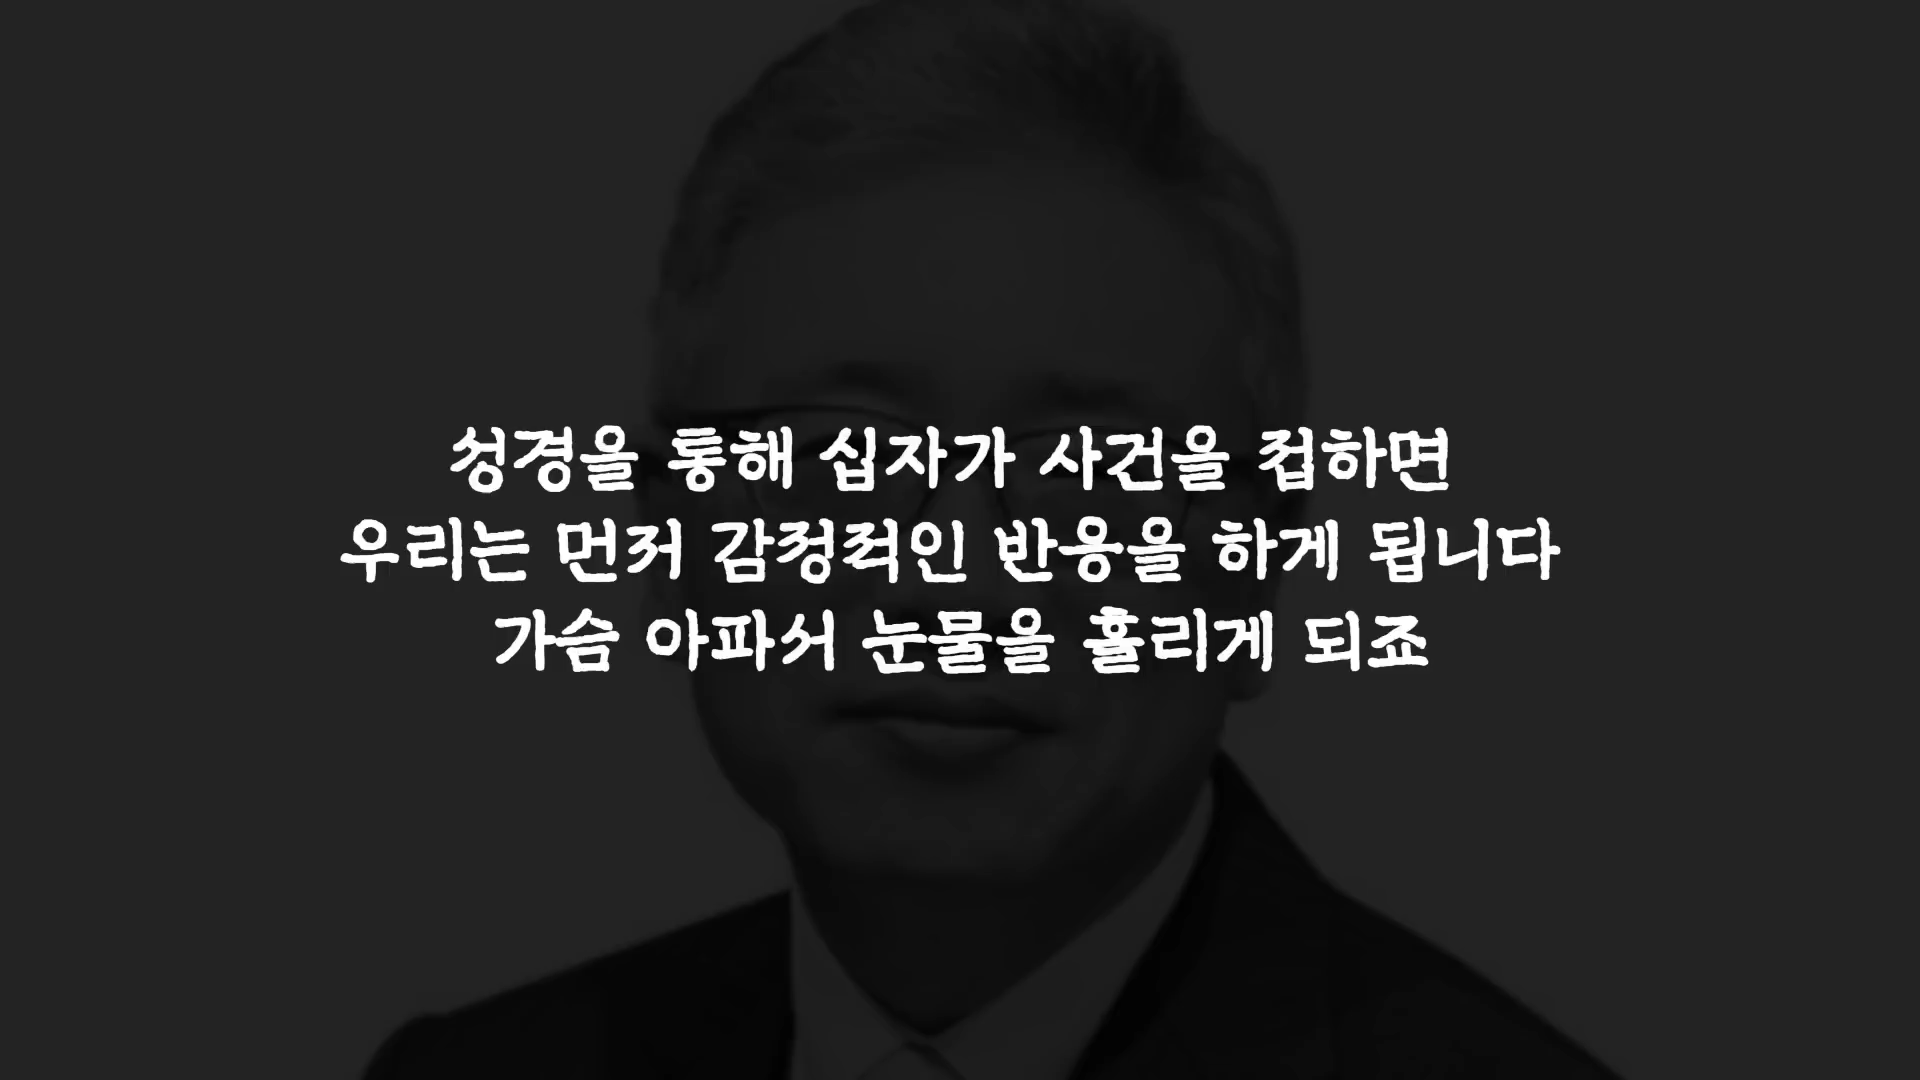 성경을 통해 십자가 사건을 접하면
우리는 먼저 감정적인 반응을 하게 됩니다
가슴 아파서 눈물을 흘리게 되죠